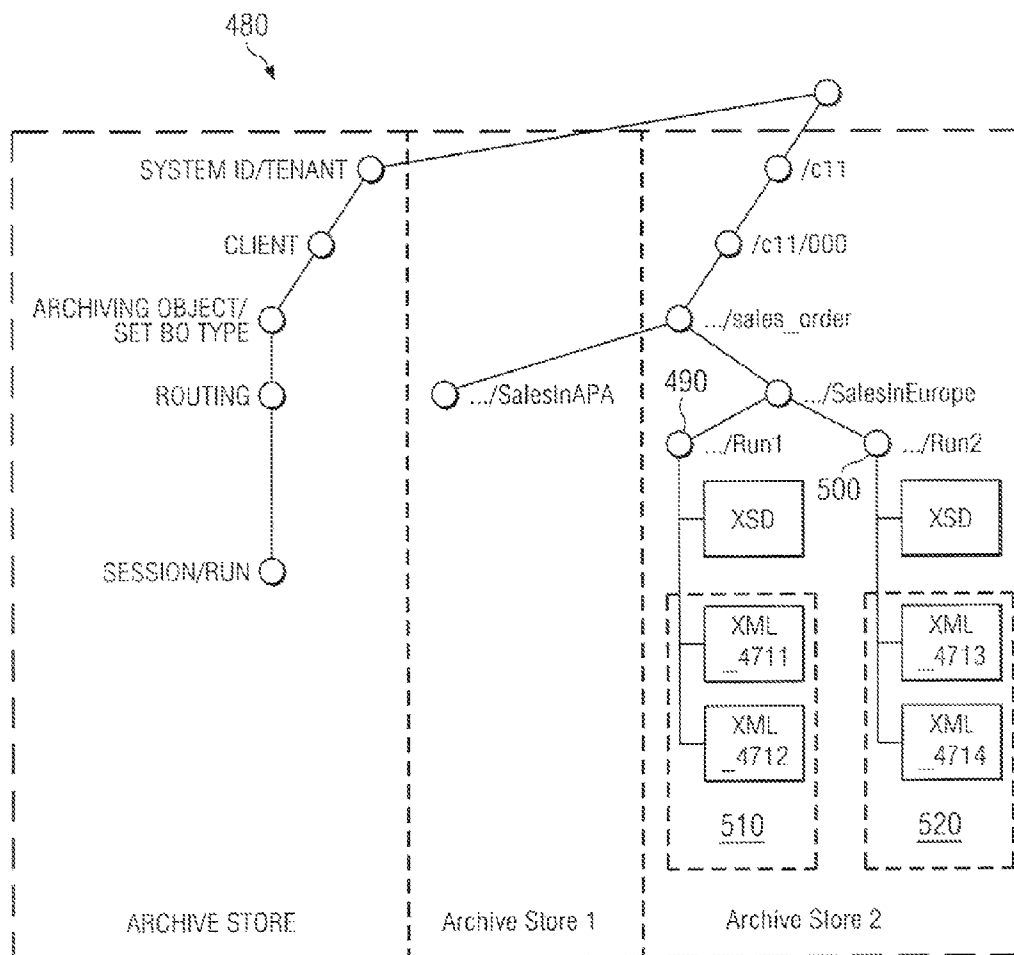 480
SYSTEM ID/TENANT
/c11
CLIENT
/c11/000
ARCHIVING OBJECT/
SET BO TYPE
.../sales_order
ROUTING
.../SalesInAPA
490
.../SalesInEurope
.../Run1
.../Run2
500
XSD
XSD
SESSION/RUN
XML
_4711
XML
_4713
XML
_4712
XML
_4714
510
520
ARCHIVE STORE
Archive Store 1
Archive Store 2